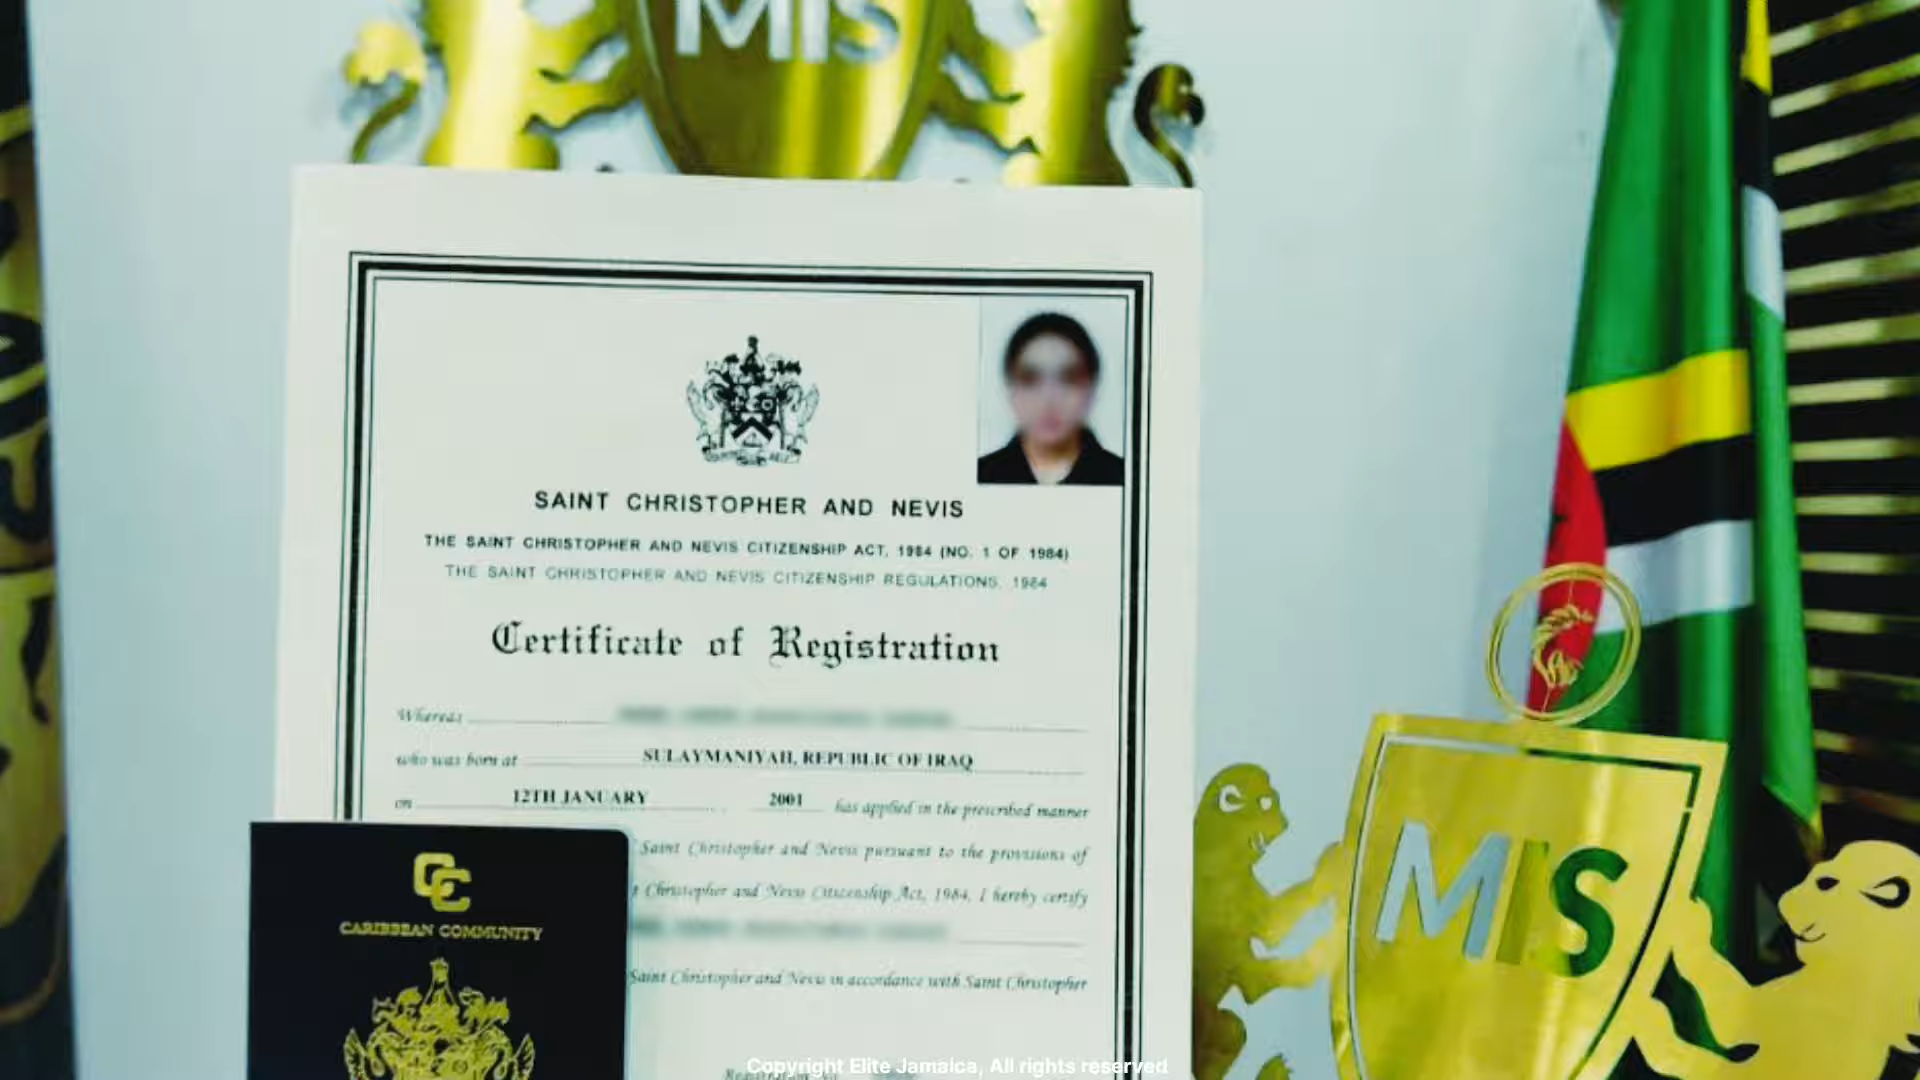 MIS
SAINT CHRISTOPHER AND NEVIS
THE SAINT CHRISTOPHER AND NEVIS CITIZENSHIP ACT, 1984 (NO. 1 OF 1984)
THE SAINT CHRISTOPHER AND NEVIS CITIZENSHIP REGULATIONS, 1984
Certificate of Registration
Whereas
who was born at SULAYMANIYAH, REPUBLIC OF IRAQ
on 12TH JANUARY 2001 has applied in the prescribed manner
Saint Christopher and Nevis pursuant to the provisions of
Christopher and Nevis Citizenship Act, 1984, I hereby certify
Saint Christopher and Nevis in accordance with Saint Christopher
Registration No
CC
CARIBBEAN COMMUNITY
MIS
Copyright Elite Jamaica, All rights reserved